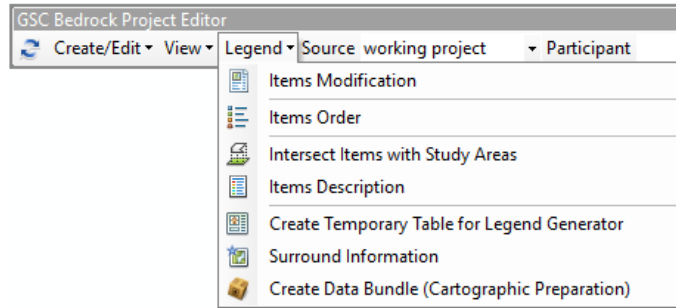 GSC Bedrock Project Editor
Create/Edit View Legend Source working project Participant
Items Modification
Items Order
Intersect Items with Study Areas
Items Description
Create Temporary Table for Legend Generator
Surround Information
Create Data Bundle (Cartographic Preparation)